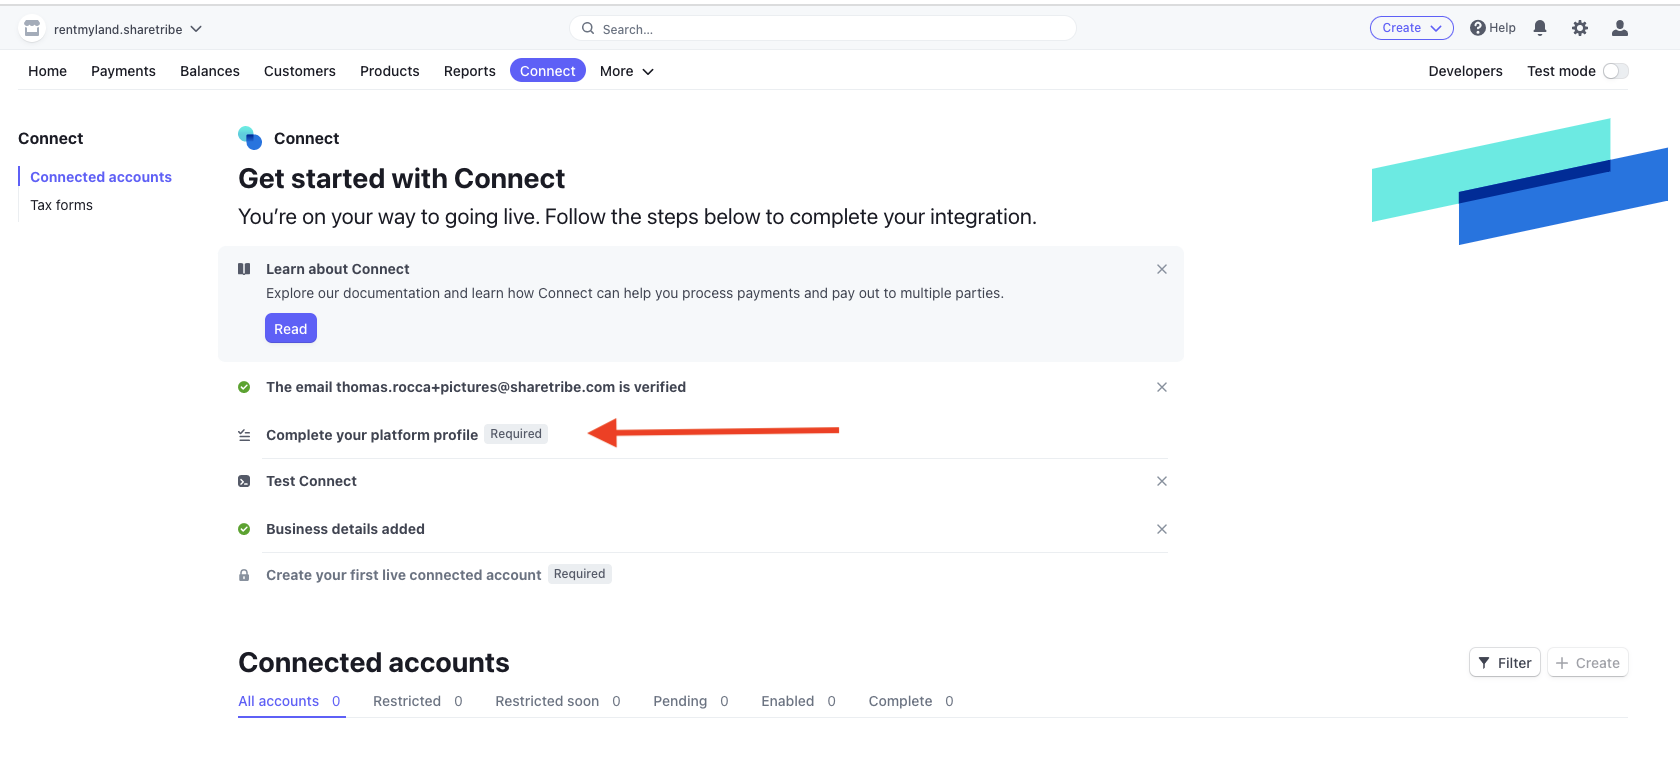 rentmyland.sharetribe
Search...
Create
Help
Home Payments Balances Customers Products Reports Connect More
Developers Test mode
Connect
Connected accounts
Tax forms
Connect
Get started with Connect
You're on your way to going live. Follow the steps below to complete your integration.
Learn about Connect
Explore our documentation and learn how Connect can help you process payments and pay out to multiple parties.
Read
The email thomas.rocca+pictures@sharetribe.com is verified
Complete your platform profile Required
Test Connect
Business details added
Create your first live connected account Required
Connected accounts
Filter
Create
All accounts 0 Restricted 0 Restricted soon 0 Pending 0 Enabled 0 Complete 0